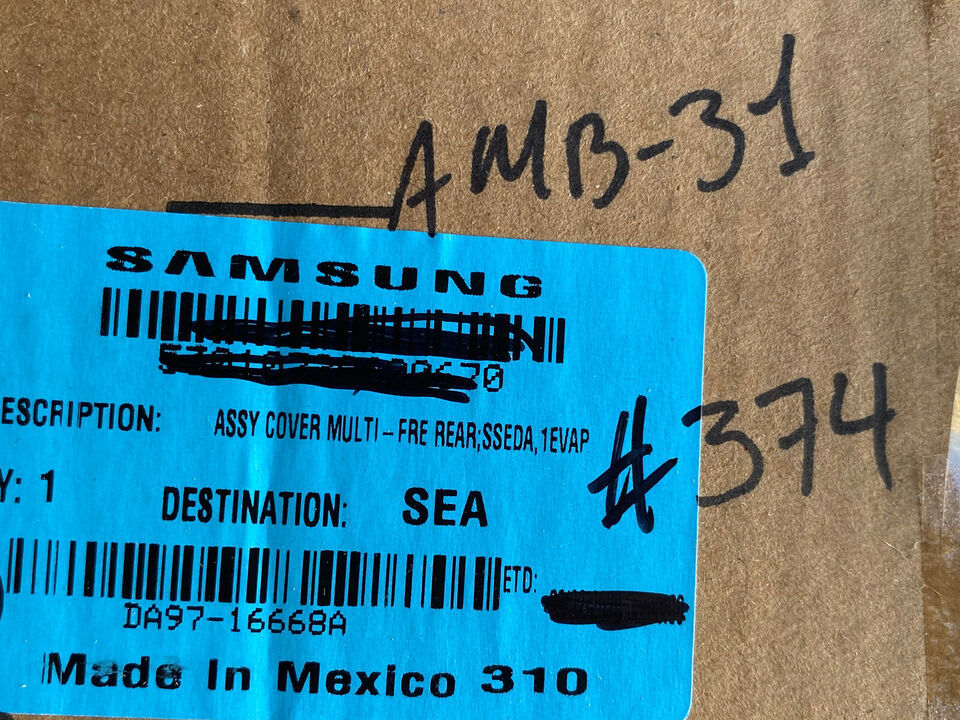 AMB-31
SAMSUNG
ESCRIPTION: ASSY COVER MULTI-FRE REAR;SSEDA,1EVAP
#374
Y: 1
DESTINATION: SEA
ETD:
DA97-16668A
Made In Mexico 310